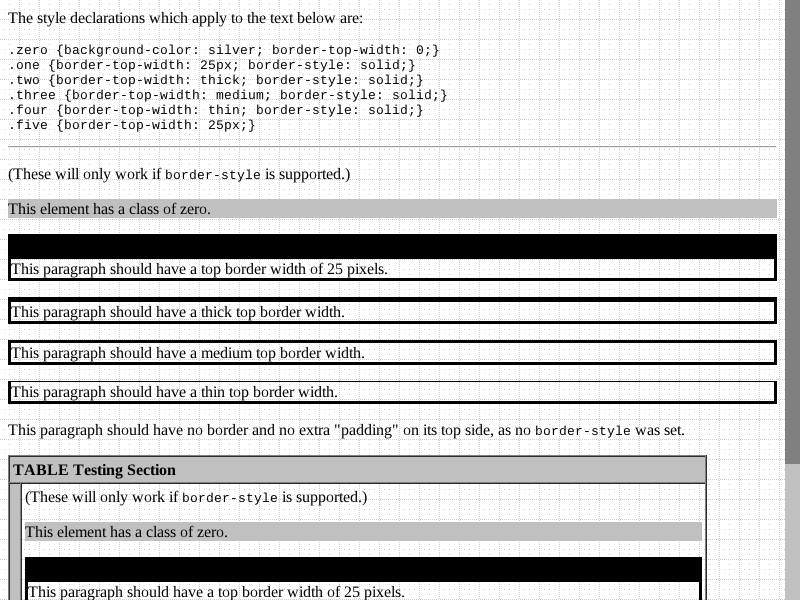 The style declarations which apply to the text below are:
.zero {background-color: silver; border-top-width: 0;}
.one {border-top-width: 25px; border-style: solid;}
.two {border-top-width: thick; border-style: solid;}
.three {border-top-width: medium; border-style: solid;}
.four {border-top-width: thin; border-style: solid;}
.five {border-top-width: 25px;}
(These will only work if border-style is supported.)
This element has a class of zero.
This paragraph should have a top border width of 25 pixels.
This paragraph should have a thick top border width.
This paragraph should have a medium top border width.
This paragraph should have a thin top border width.
This paragraph should have no border and no extra "padding" on its top side, as no border-style was set.
TABLE Testing Section
(These will only work if border-style is supported.)
This element has a class of zero.
This paragraph should have a top border width of 25 pixels.